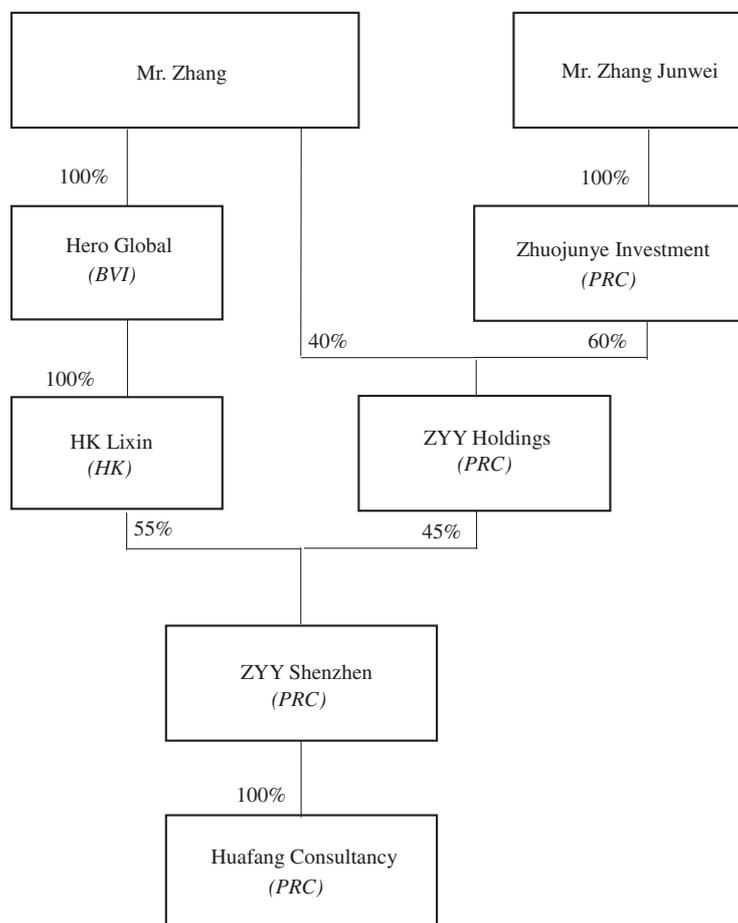 Mr. Zhang
Mr. Zhang Junwei
100%
100%
Hero Global
(BVI)
Zhuojunye Investment
(PRC)
40%
60%
100%
HK Lixin
(HK)
ZYY Holdings
(PRC)
55%
45%
ZYY Shenzhen
(PRC)
100%
Huafang Consultancy
(PRC)